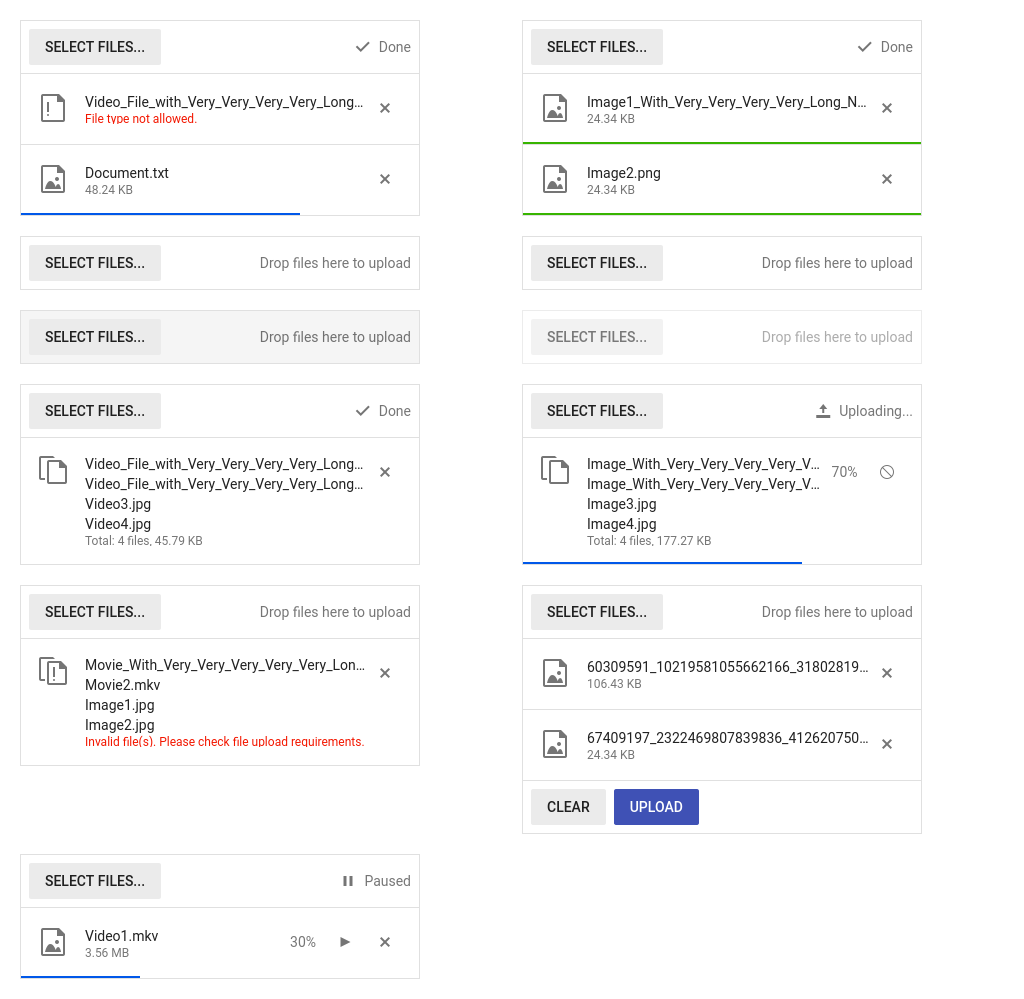 SELECT FILES...
Done
Video_File_with_Very_Very_Very_Very_Long...
File type not allowed.
Document.txt
48.24 KB
SELECT FILES...
Done
Image1_With_Very_Very_Very_Very_Long_N...
24.34 KB
Image2.png
24.34 KB
SELECT FILES...
Drop files here to upload
SELECT FILES...
Drop files here to upload
SELECT FILES...
Drop files here to upload
SELECT FILES...
Drop files here to upload
SELECT FILES...
Done
Video_File_with_Very_Very_Very_Very_Long...
Video_File_with_Very_Very_Very_Very_Long...
Video3.jpg
Video4.jpg
Total: 4 files, 45.79 KB
SELECT FILES...
Uploading...
Image_With_Very_Very_Very_Very_V...
70%
Image_With_Very_Very_Very_Very_V...
Image3.jpg
Image4.jpg
Total: 4 files, 177.27 KB
SELECT FILES...
Drop files here to upload
Movie_With_Very_Very_Very_Very_Very_Lon...
Movie2.mkv
Image1.jpg
Image2.jpg
Invalid file(s). Please check file upload requirements.
SELECT FILES...
Drop files here to upload
60309591_10219581055662166_31802819...
106.43 KB
67409197_2322469807839836_412620750...
24.34 KB
CLEAR
UPLOAD
SELECT FILES...
Paused
Video1.mkv
30%
3.56 MB